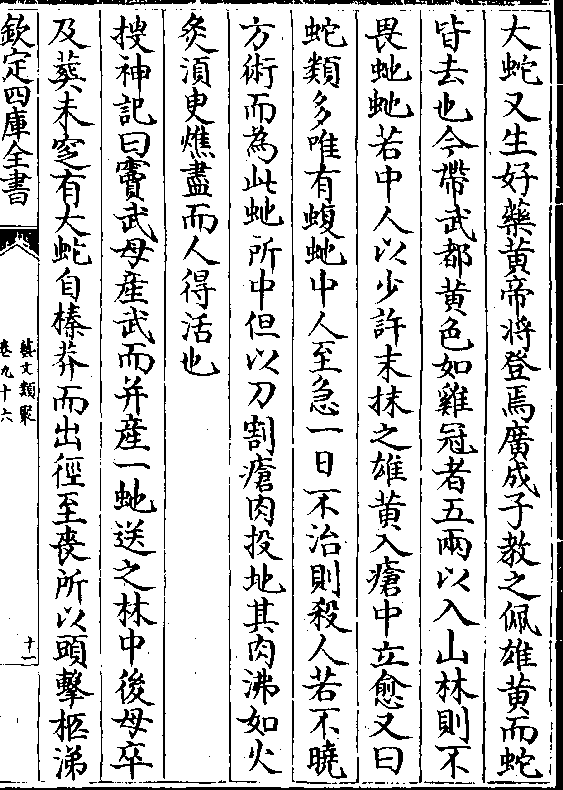 大蛇又生好藥黄帝將登焉廣成子教之佩雄黄而蛇
皆去也今帶武都黄色如雞冠者五兩以入山林則不
畏虵虵若中人以少許末抹之雄黄入瘡中立愈又曰
蛇類多唯有蝮虵中人至急一日不治則殺人若不曉
方術而為此虵所中但以刀割瘡肉投地其肉沸如火
炙湏㬰燋盡而人得活也
搜神記曰竇武母産武而并産一虵送之林中後母卒
及葬未窆有大蛇自榛莽而出徑至喪所以頭擊柩涕
欽定四庫全書
藝文類聚
卷九十六
十二